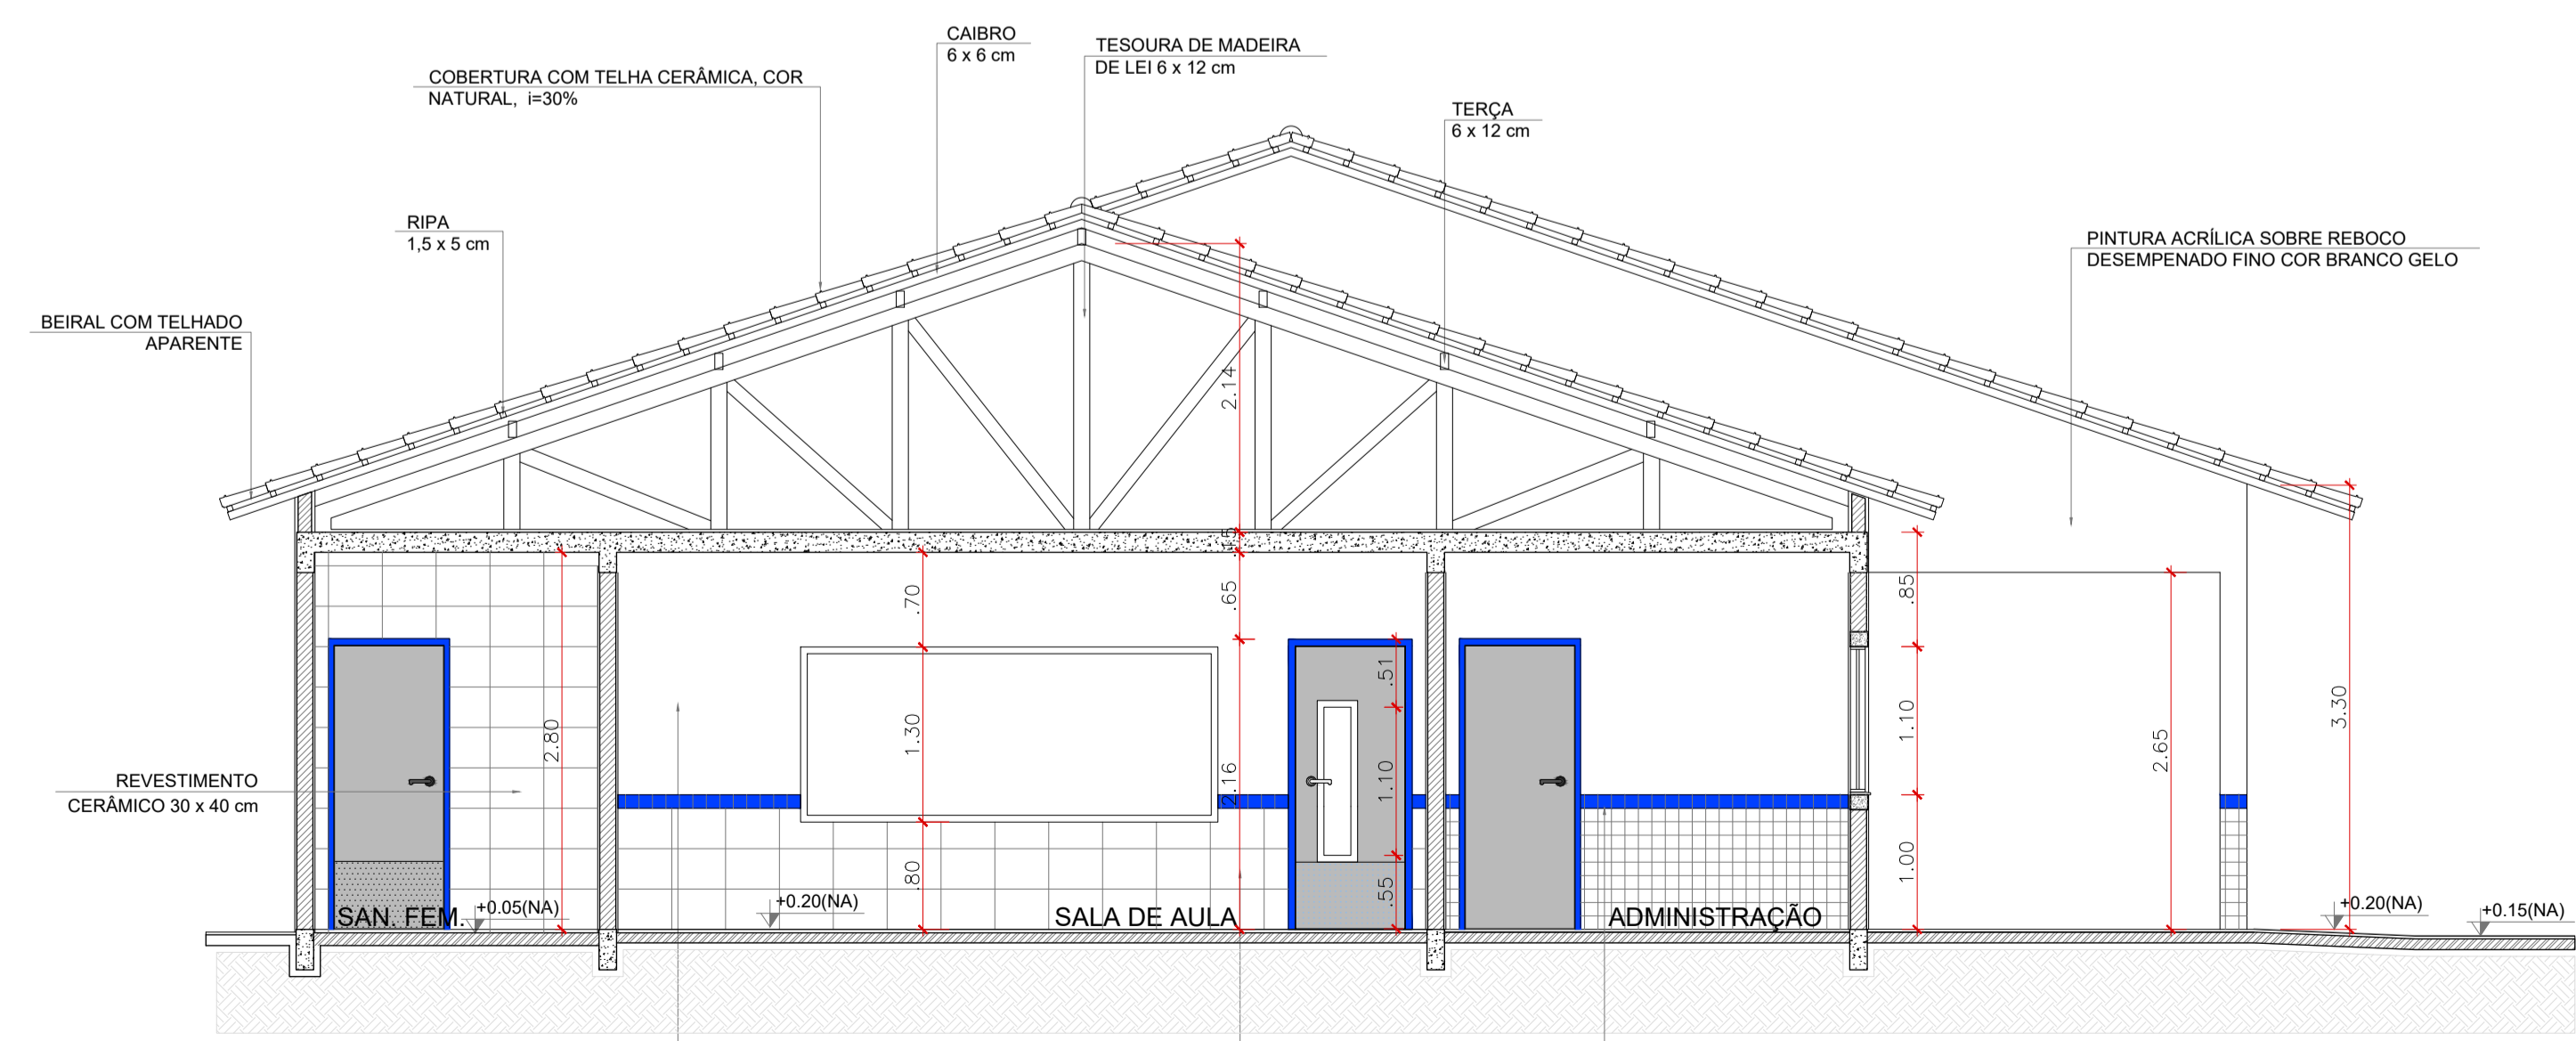 CAIBRO
6 x 6 cm
TESOURA DE MADEIRA
DE LEI 6 x 12 cm
COBERTURA COM TELHA CERÂMICA, COR
NATURAL, i=30%
TERÇA
6 x 12 cm
RIPA
1,5 x 5 cm
PINTURA ACRÍLICA SOBRE REBOCO
DESEMPENADO FINO COR BRANCO GELO
BEIRAL COM TELHADO
APARENTE
2.14
.70
.65
.85
.51
1.30
2.80
1.10
1.10
2.65
3.30
2.16
REVESTIMENTO
CERÂMICO 30 x 40 cm
.80
.55
1.00
SAN. FEM.
+0.05(NA)
+0.20(NA)
SALA DE AULA
ADMINISTRAÇÃO
+0.20(NA)
+0.15(NA)